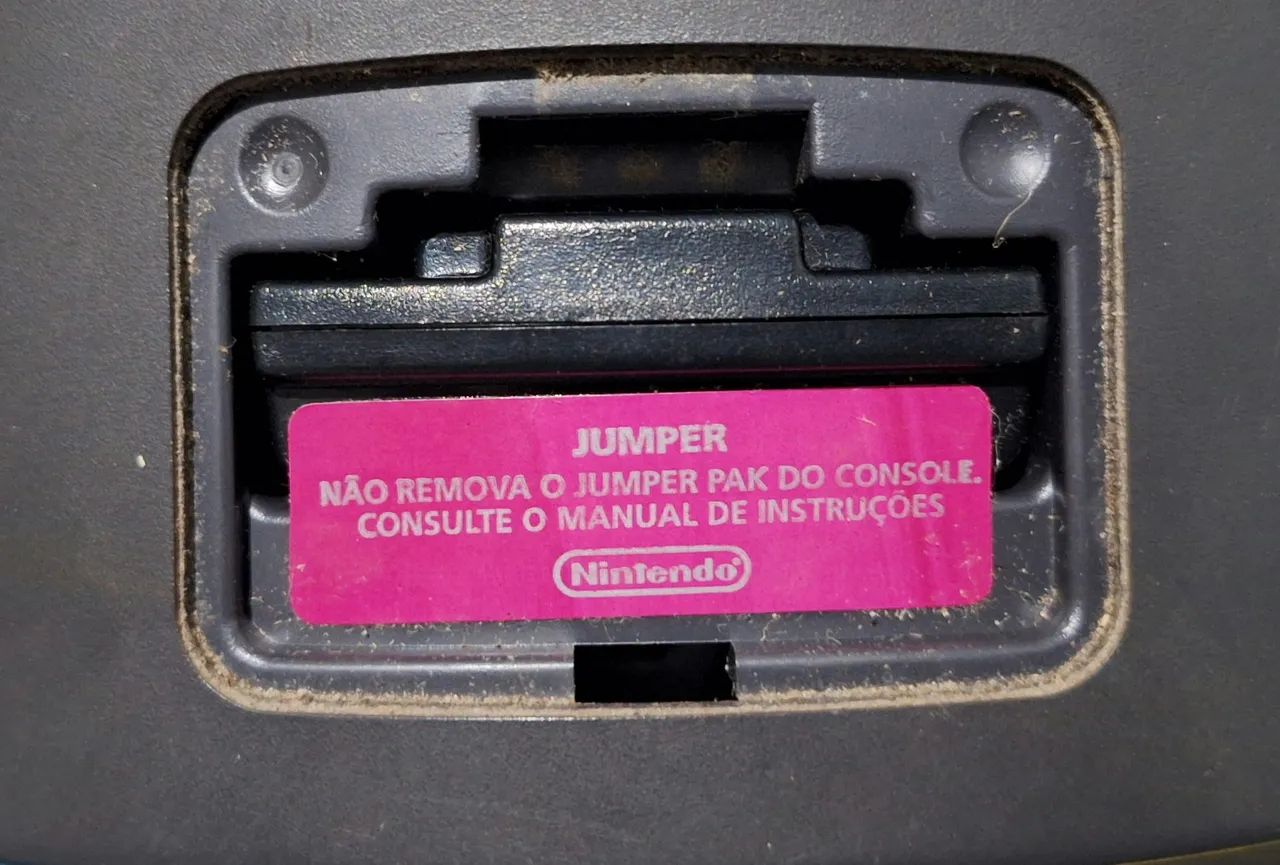 JUMPER
NÃO REMOVA O JUMPER PAK DO CONSOLE.
CONSULTE O MANUAL DE INSTRUÇÕES
Nintendo